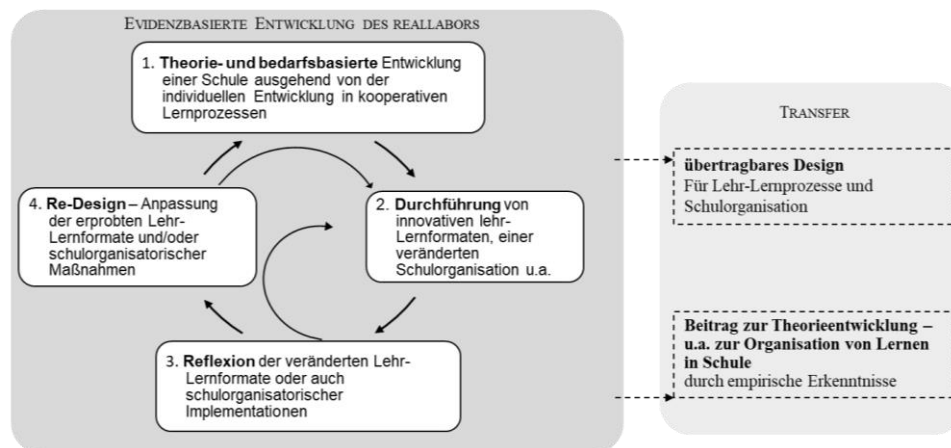 EVIDENZBASIERTE ENTWICKLUNG DES REALLABORS
1. Theorie- und bedarfsbasierte Entwicklung
einer Schule ausgehend von der
individuellen Entwicklung in kooperativen
Lernprozessen
2. Durchführung von
innovativen lehr-
Lernformaten, einer
veränderten
Schulorganisation u.a.
3. Reflexion der veränderten Lehr-
Lernformate oder auch
schulorganisatorischer
Implementationen
4. Re-Design – Anpassung
der erprobten Lehr-
Lernformate und/oder
schulorganisatorischer
Maßnahmen
TRANSFER
übertragbares Design
Für Lehr-Lernprozesse und
Schulorganisation
Beitrag zur Theorieentwicklung –
u.a. zur Organisation von Lernen
in Schule
durch empirische Erkenntnisse